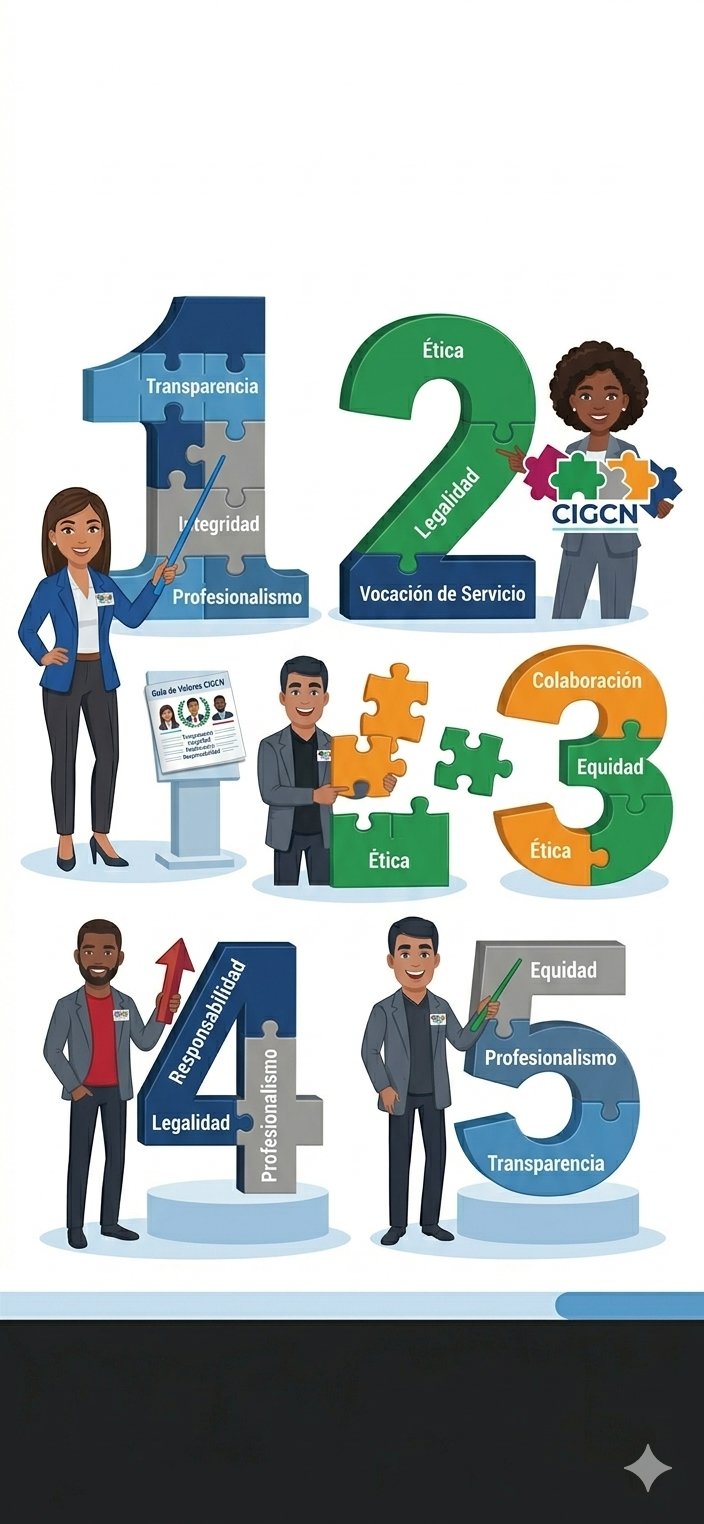 Transparencia
Integridad
Profesionalismo
Ética
Legalidad
Vocación de Servicio
CIGCN
Guía de Valores CIGCN
Ética
Colaboración
Equidad
Ética
Responsabilidad
Legalidad
Profesionalismo
Equidad
Profesionalismo
Transparencia